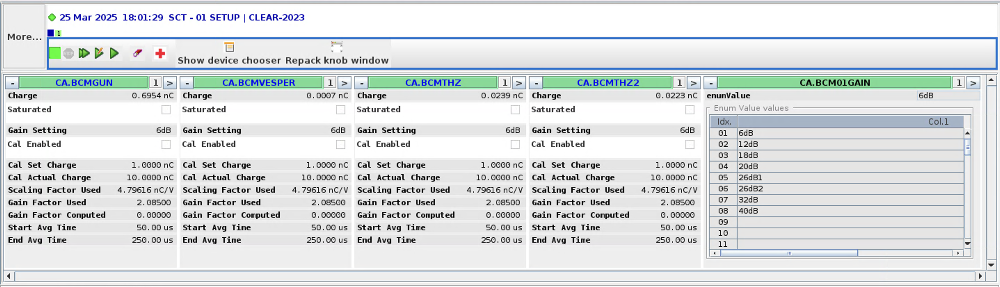 25 Mar 2025  18:01:29  SCT - 01 SETUP | CLEAR-2023
More...
1
STOP
Show device chooser
Repack knob window
- CA.BCMGUN 1 >
Charge 0.6954 nC
Saturated
Gain Setting 6dB
Cal Enabled
Cal Set Charge 1.0000 nC
Cal Actual Charge 10.0000 nC
Scaling Factor Used 4.79616 nC/V
Gain Factor Used 2.08500
Gain Factor Computed 0.00000
Start Avg Time 50.00 us
End Avg Time 250.00 us
- CA.BCMVESPER 1 >
Charge 0.0007 nC
Saturated
Gain Setting 6dB
Cal Enabled
Cal Set Charge 1.0000 nC
Cal Actual Charge 10.0000 nC
Scaling Factor Used 4.79616 nC/V
Gain Factor Used 2.08500
Gain Factor Computed 0.00000
Start Avg Time 50.00 us
End Avg Time 250.00 us
- CA.BCMTHZ 1 >
Charge 0.0239 nC
Saturated
Gain Setting 6dB
Cal Enabled
Cal Set Charge 1.0000 nC
Cal Actual Charge 10.0000 nC
Scaling Factor Used 4.79616 nC/V
Gain Factor Used 2.08500
Gain Factor Computed 0.00000
Start Avg Time 50.00 us
End Avg Time 250.00 us
- CA.BCMTHZ2 1 >
Charge 0.0223 nC
Saturated
Gain Setting 6dB
Cal Enabled
Cal Set Charge 1.0000 nC
Cal Actual Charge 10.0000 nC
Scaling Factor Used 4.79616 nC/V
Gain Factor Used 2.08500
Gain Factor Computed 0.00000
Start Avg Time 50.00 us
End Avg Time 250.00 us
- CA.BCM01GAIN 1 >
enumValue 6dB
Enum Value values
Idx. Col.1
01 6dB
02 12dB
03 18dB
04 20dB
05 26dB1
06 26dB2
07 32dB
08 40dB
09
10
11